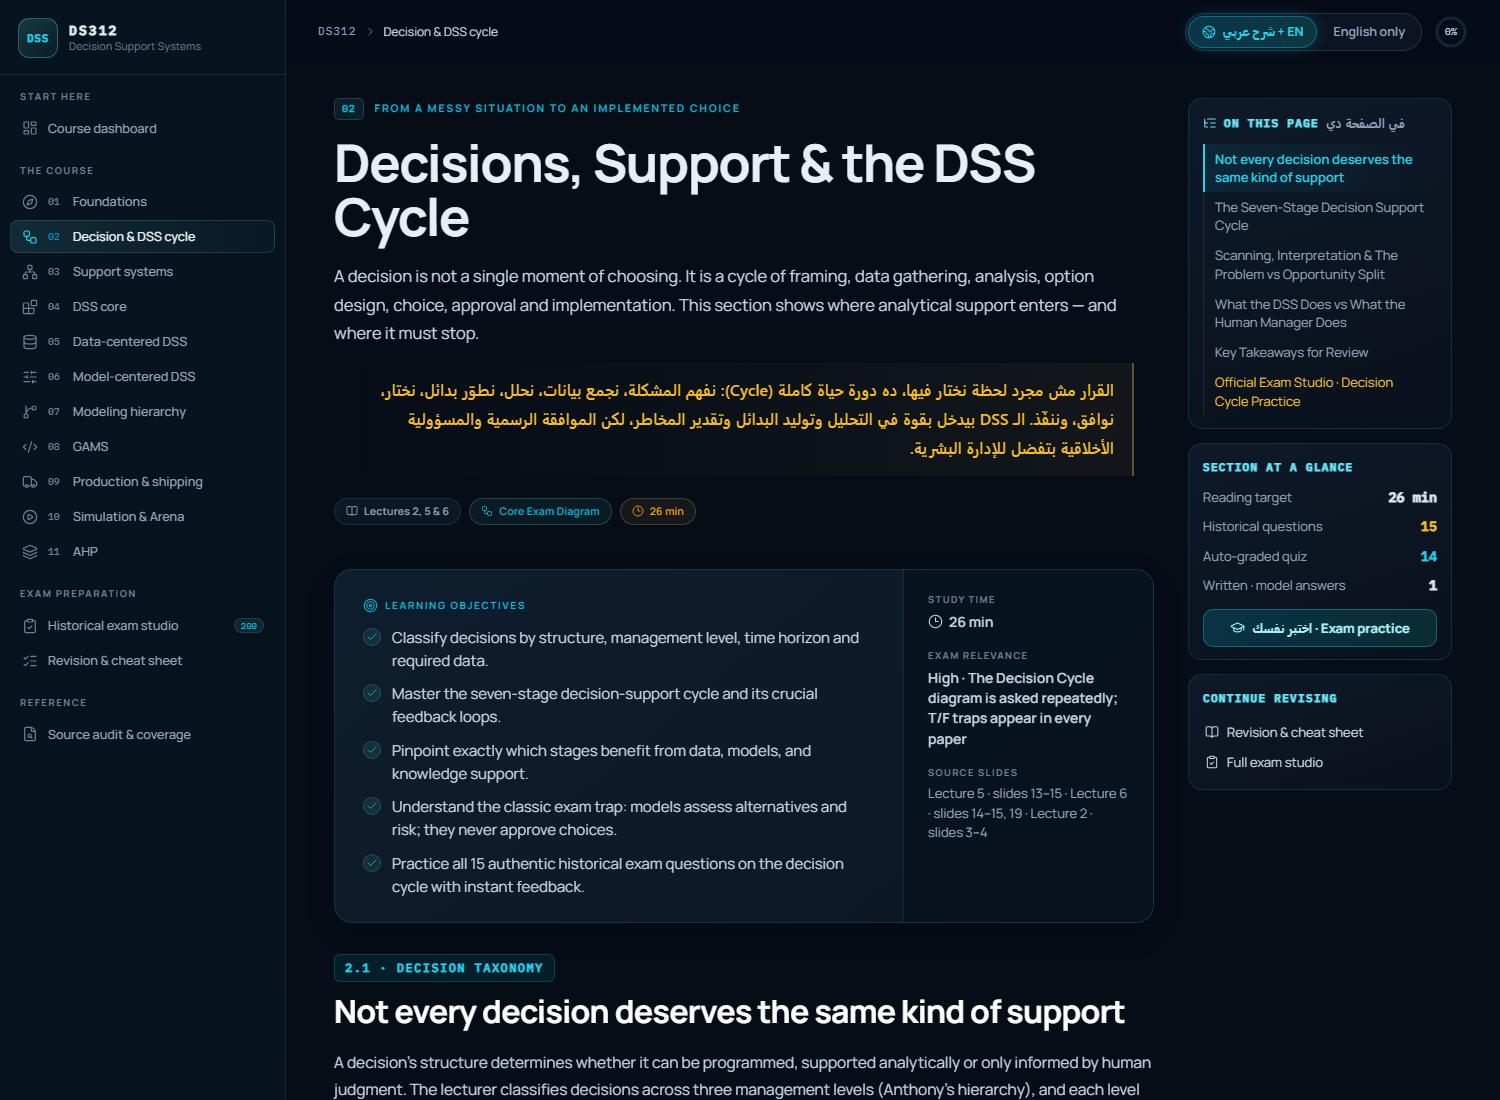 DSS
DS312
Decision Support Systems
START HERE
Course dashboard
THE COURSE
01 Foundations
02 Decision & DSS cycle
03 Support systems
04 DSS core
05 Data-centered DSS
06 Model-centered DSS
07 Modeling hierarchy
08 GAMS
09 Production & shipping
10 Simulation & Arena
11 AHP
EXAM PREPARATION
Historical exam studio 200
Revision & cheat sheet
REFERENCE
Source audit & coverage
DS312 > Decision & DSS cycle
شرح عربي + EN
English only
0%
02 FROM A MESSY SITUATION TO AN IMPLEMENTED CHOICE
Decisions, Support & the DSS
Cycle
A decision is not a single moment of choosing. It is a cycle of framing, data gathering, analysis, option
design, choice, approval and implementation. This section shows where analytical support enters — and
where it must stop.
القرار مش مجرد لحظة نختار فيها، ده دورة حياة كاملة (Cycle): نفهم المشكلة، نجمع بيانات، نحلل، نطوّر بدائل، نختار،
نوافق، وننفّذ. الـ DSS بيدخل بقوة في التحليل وتوليد البدائل وتقدير المخاطر، لكن الموافقة الرسمية والمسؤولية
الأخلاقية بتفضل للإدارة البشرية.
Lectures 2, 5 & 6
Core Exam Diagram
26 min
LEARNING OBJECTIVES
Classify decisions by structure, management level, time horizon and
required data.
Master the seven-stage decision-support cycle and its crucial
feedback loops.
Pinpoint exactly which stages benefit from data, models, and
knowledge support.
Understand the classic exam trap: models assess alternatives and
risk; they never approve choices.
Practice all 15 authentic historical exam questions on the decision
cycle with instant feedback.
STUDY TIME
26 min
EXAM RELEVANCE
High · The Decision Cycle
diagram is asked repeatedly;
T/F traps appear in every
paper
SOURCE SLIDES
Lecture 5 · slides 13–15 · Lecture 6
· slides 14–15, 19 · Lecture 2 ·
slides 3–4
2.1 · DECISION TAXONOMY
Not every decision deserves the same kind of support
A decision's structure determines whether it can be programmed, supported analytically or only informed by human
judgment. The lecturer classifies decisions across three management levels (Anthony's hierarchy), and each level
ON THIS PAGE في الصفحة دي
Not every decision deserves the
same kind of support
The Seven-Stage Decision Support
Cycle
Scanning, Interpretation & The
Problem vs Opportunity Split
What the DSS Does vs What the
Human Manager Does
Key Takeaways for Review
Official Exam Studio · Decision
Cycle Practice
SECTION AT A GLANCE
Reading target 26 min
Historical questions 15
Auto-graded quiz 14
Written · model answers 1
اختبر نفسك · Exam practice
CONTINUE REVISING
Revision & cheat sheet
Full exam studio